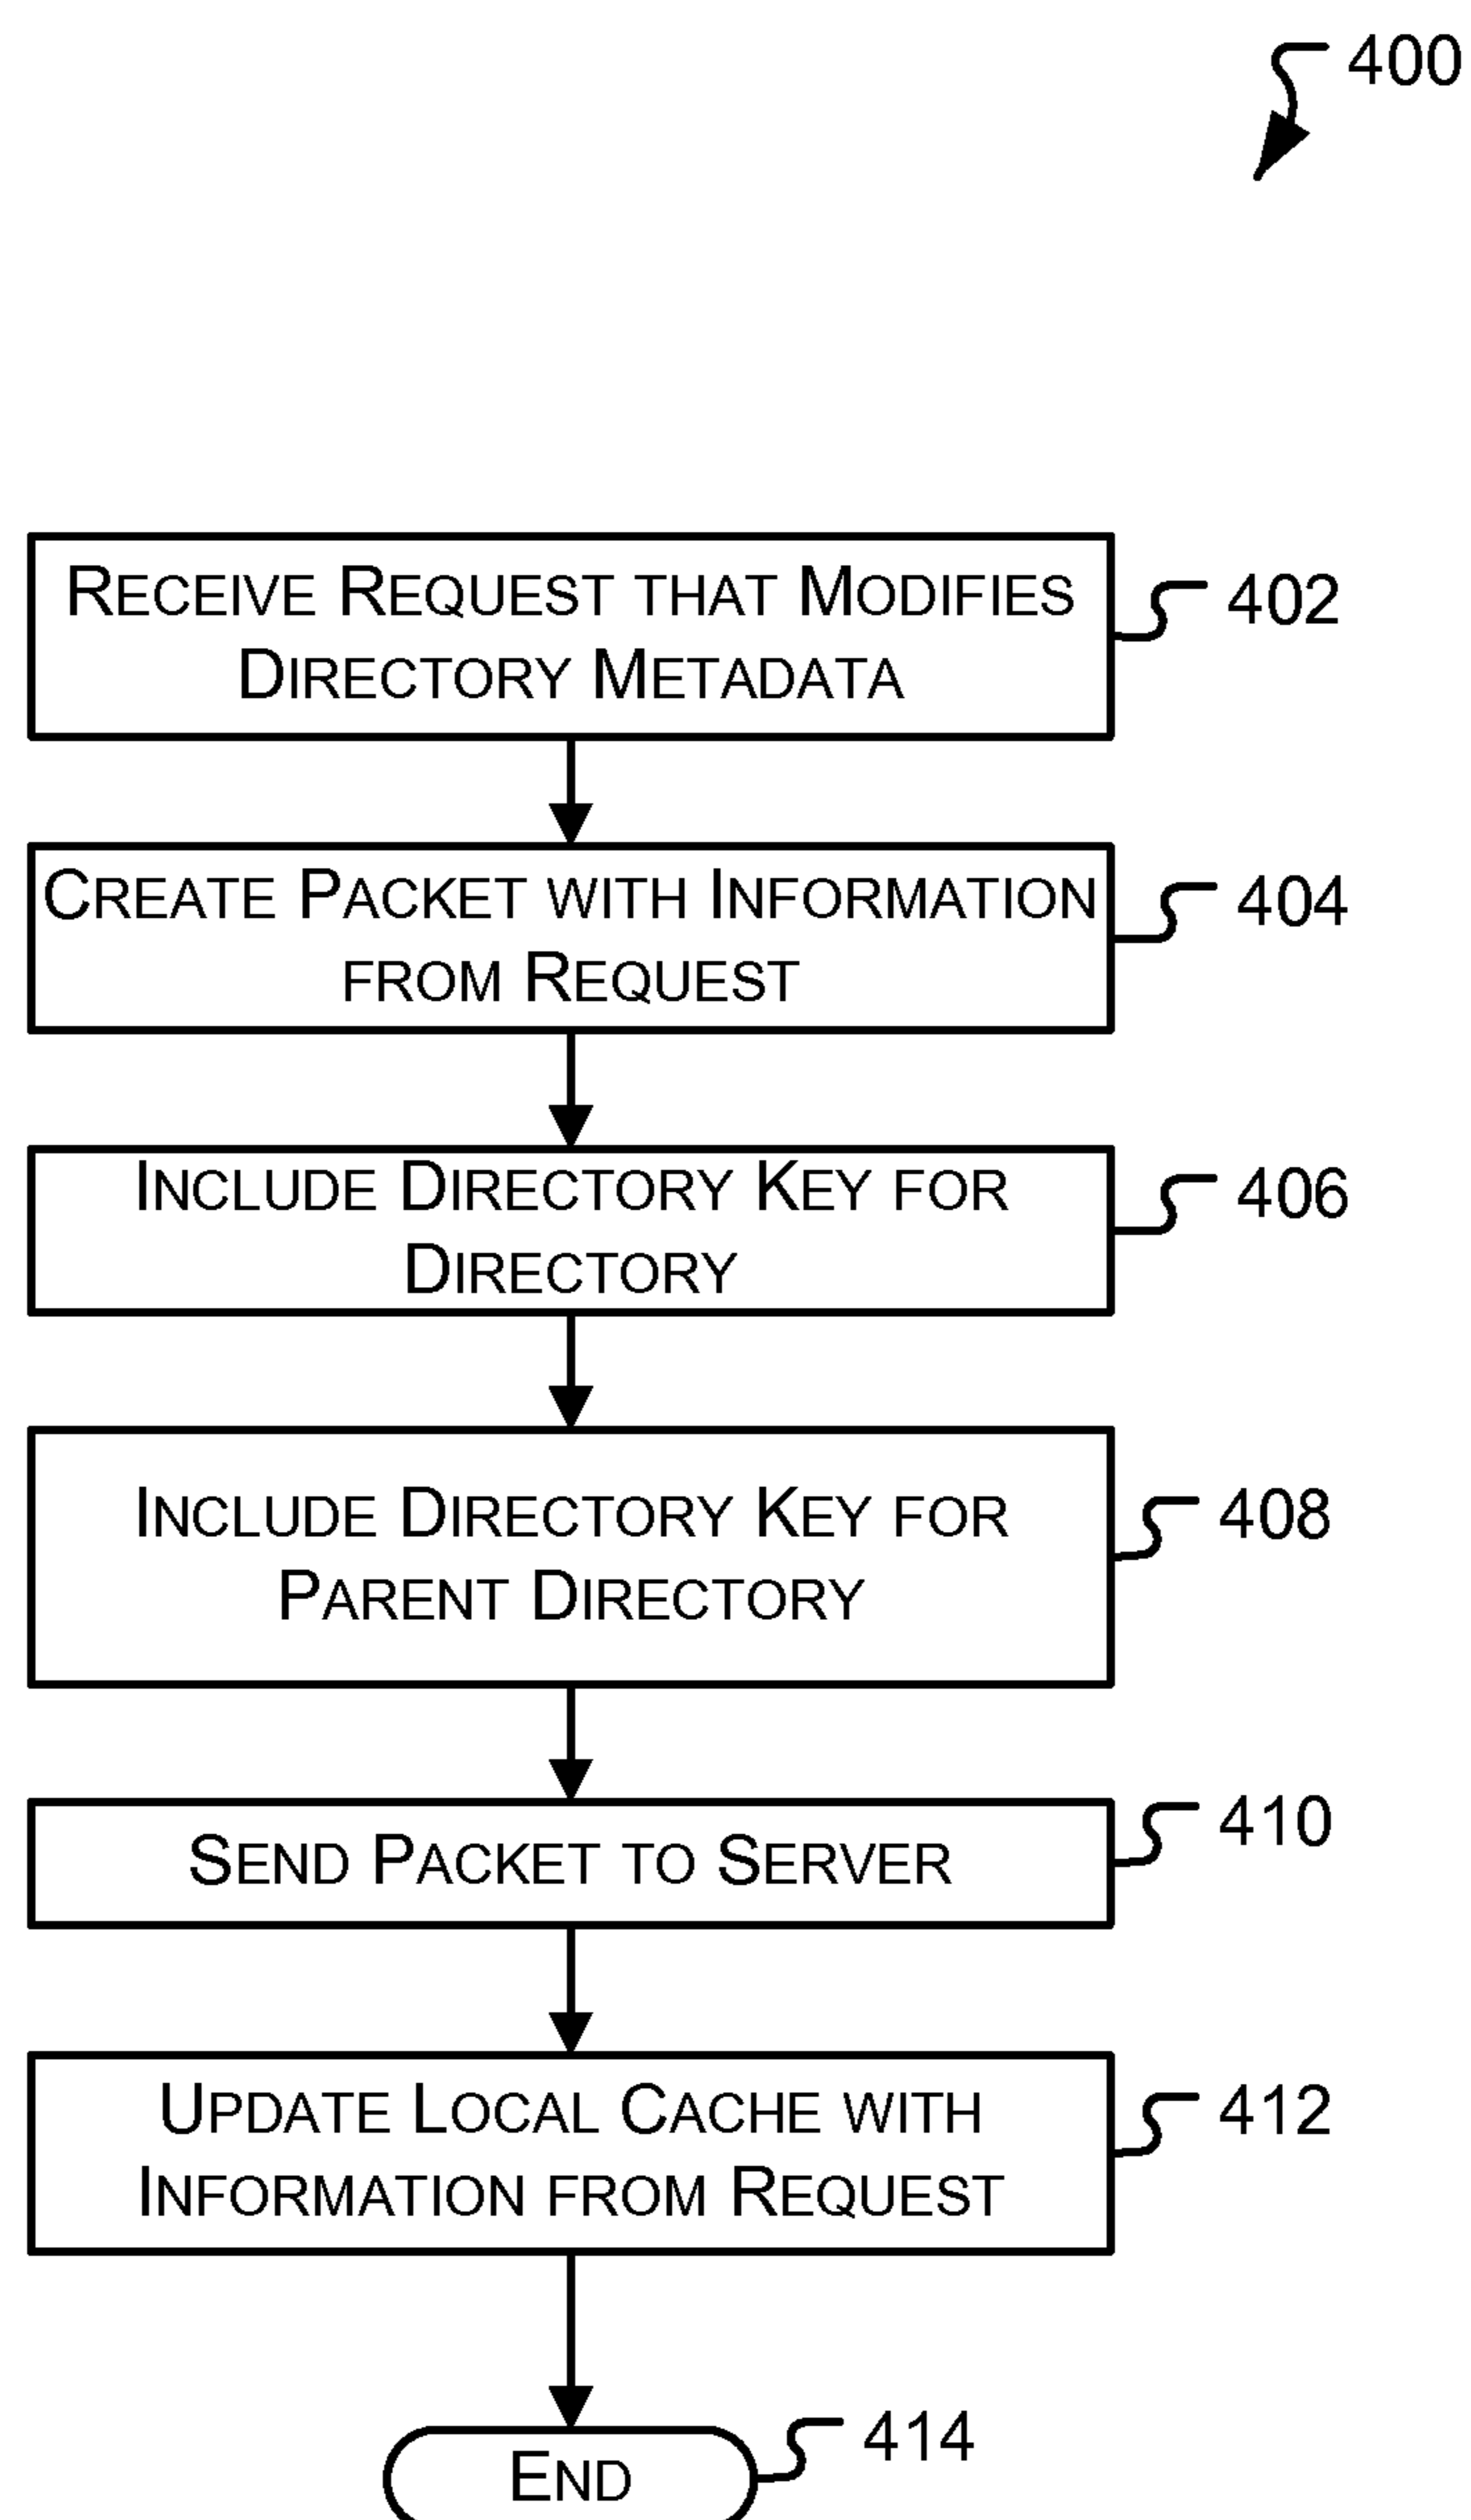 400
RECEIVE REQUEST THAT MODIFIES
DIRECTORY METADATA
402
CREATE PACKET WITH INFORMATION
FROM REQUEST
404
INCLUDE DIRECTORY KEY FOR
DIRECTORY
406
INCLUDE DIRECTORY KEY FOR
PARENT DIRECTORY
408
SEND PACKET TO SERVER
410
UPDATE LOCAL CACHE WITH
INFORMATION FROM REQUEST
412
END
414